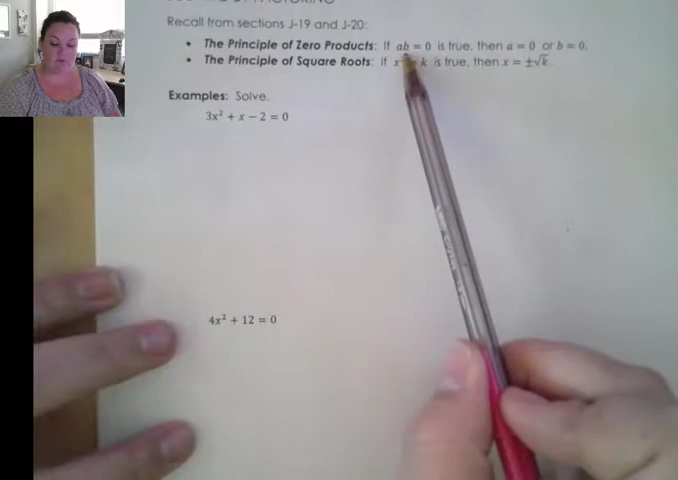 Recall from sections J-19 and J-20:
• The Principle of Zero Products: If ab = 0 is true, then a = 0 or b = 0.
• The Principle of Square Roots: If x k is true, then x = ±√k
Examples: Solve.
3x² + x − 2 = 0
4x² + 12 = 0